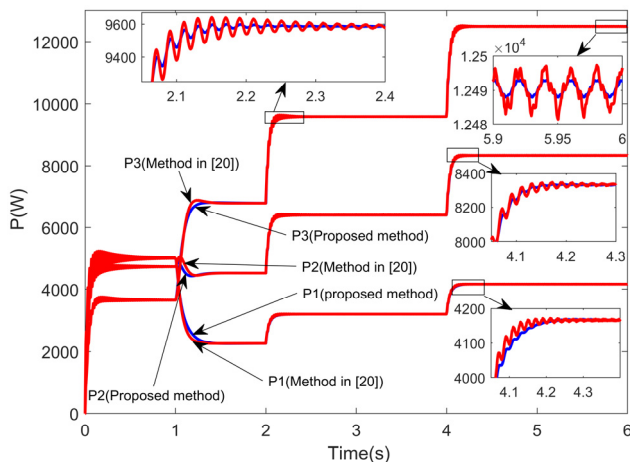 9600
9400
2.1 2.2 2.3 2.4
12000
10000
8000
6000
4000
2000
0
P(W)
×10⁴
1.25
1.249
1.248
5.9 5.95 6
P3(Method in [20])
P3(Proposed method)
P2(Method in [20])
P1(proposed method)
P2(Proposed method)
P1(Method in [20])
8400
8200
8000
4.1 4.2 4.3
4200
4100
4000
4.1 4.2 4.3
0 1 2 3 4 5 6
Time(s)